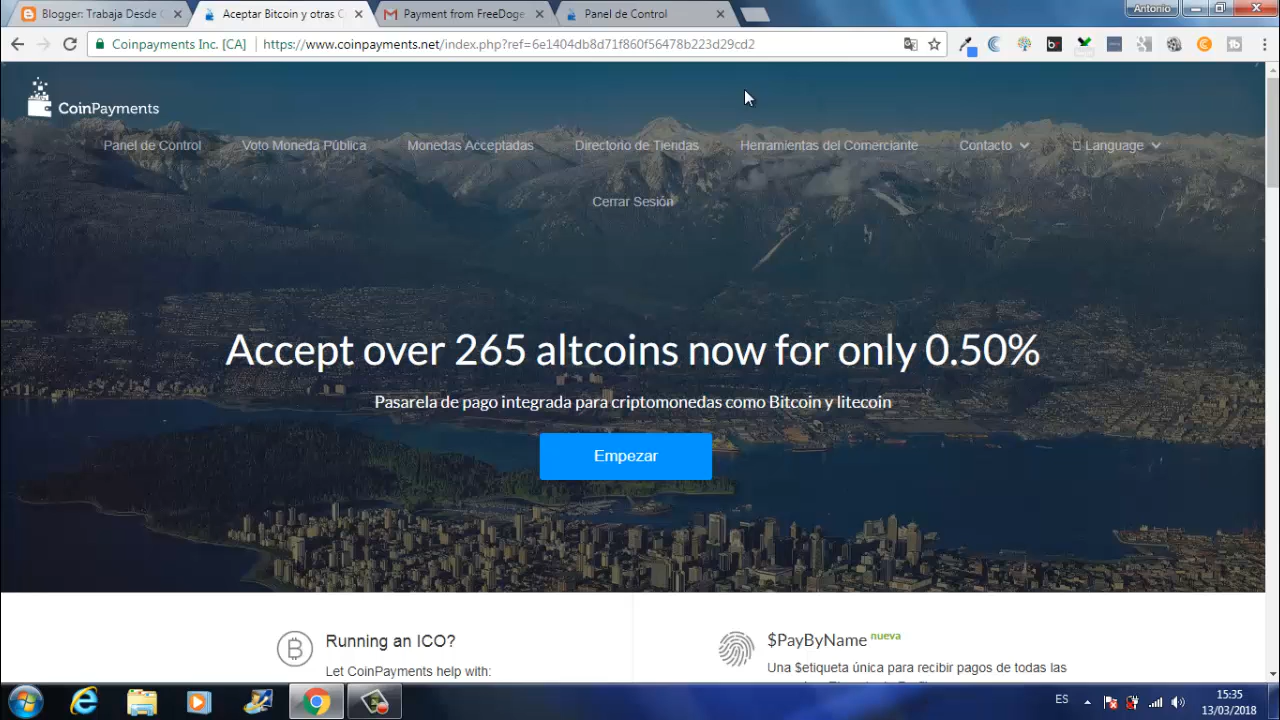 Blogger: Trabaja Desde C
Aceptar Bitcoin y otras C
Payment from FreeDoge
Panel de Control
Antonio
Coinpayments Inc. [CA]
https://www.coinpayments.net/index.php?ref=6e1404db8d71f860f56478b223d29cd2
CoinPayments
Panel de Control
Voto Moneda Pública
Monedas Acceptadas
Directorio de Tiendas
Herramientas del Comerciante
Contacto
Language
Cerrar Sesión
Accept over 265 altcoins now for only 0.50%
Pasarela de pago integrada para criptomonedas como Bitcoin y litecoin
Empezar
Running an ICO?
Let CoinPayments help with:
$PayByName nueva
Una $etiqueta única para recibir pagos de todas las
ES
15:35
13/03/2018